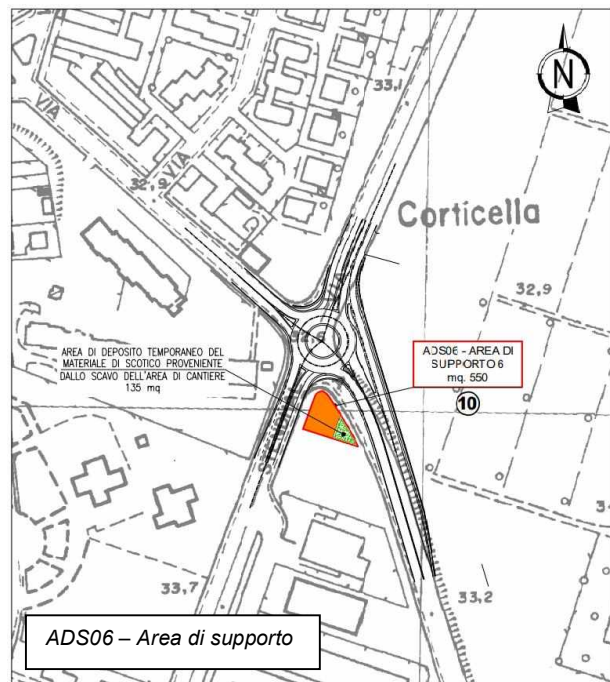 33,1
N
VIA
Corticella
VIA
32,9
VIA
32,9
AREA DI DEPOSITO TEMPORANEO DEL
MATERIALE DI SCOTICO PROVENIENTE
DALLO SCAVO DELL'AREA DI CANTIERE
135 mq
ADS06 - AREA DI
SUPPORTO 6
mq. 550
10
33,7
33,2
ADS06 – Area di supporto